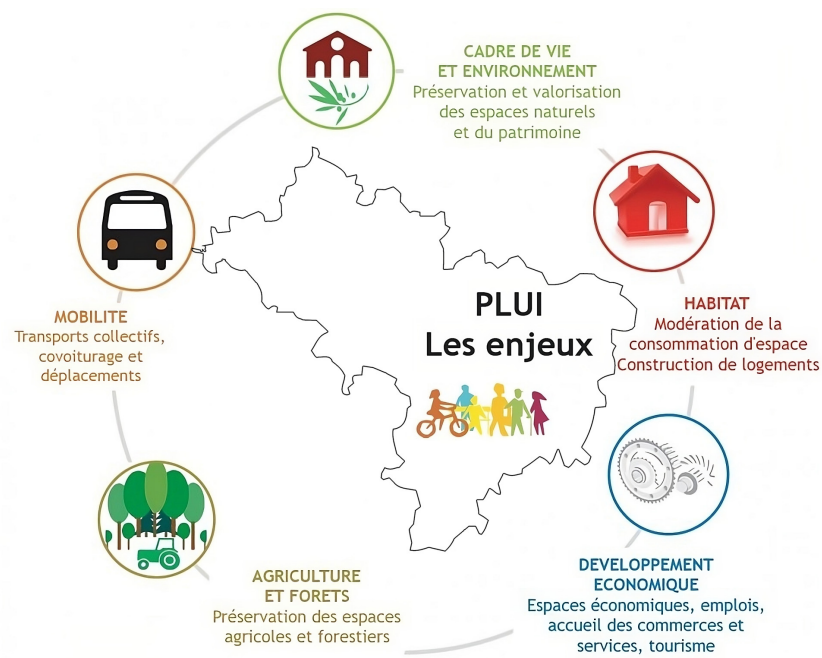 CADRE DE VIE
ET ENVIRONNEMENT
Préservation et valorisation
des espaces naturels
et du patrimoine
HABITAT
Modération de la
consommation d'espace
Construction de logements
PLUI
Les enjeux
MOBILITE
Transports collectifs,
covoiturage et
déplacements
DEVELOPPEMENT
ECONOMIQUE
Espaces économiques, emplois,
accueil des commerces et
services, tourisme
AGRICULTURE
ET FORETS
Préservation des espaces
agricoles et forestiers